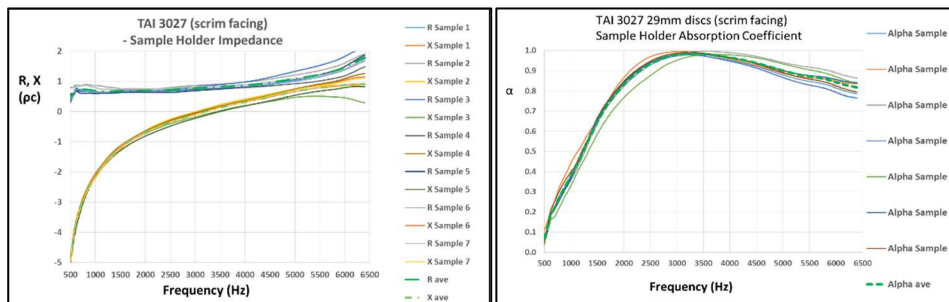 TAI 3027 (scrim facing)
- Sample Holder Impedance
R, X
(ρc)
2
1
0
-1
-2
-3
-4
-5
500 1000 1500 2000 2500 3000 3500 4000 4500 5000 5500 6000 6500
Frequency (Hz)
R Sample 1
X Sample 1
R Sample 2
X Sample 2
R Sample 3
X Sample 3
R Sample 4
X Sample 4
R Sample 5
X Sample 5
R Sample 6
X Sample 6
R Sample 7
X Sample 7
R ave
X ave
TAI 3027 29mm discs (scrim facing)
Sample Holder Absorption Coefficient
α
1.0
0.9
0.8
0.7
0.6
0.5
0.4
0.3
0.2
0.1
0.0
500 1000 1500 2000 2500 3000 3500 4000 4500 5000 5500 6000 6500
Frequency (Hz)
Alpha Sample
Alpha Sample
Alpha Sample
Alpha Sample
Alpha Sample
Alpha Sample
Alpha Sample
Alpha ave